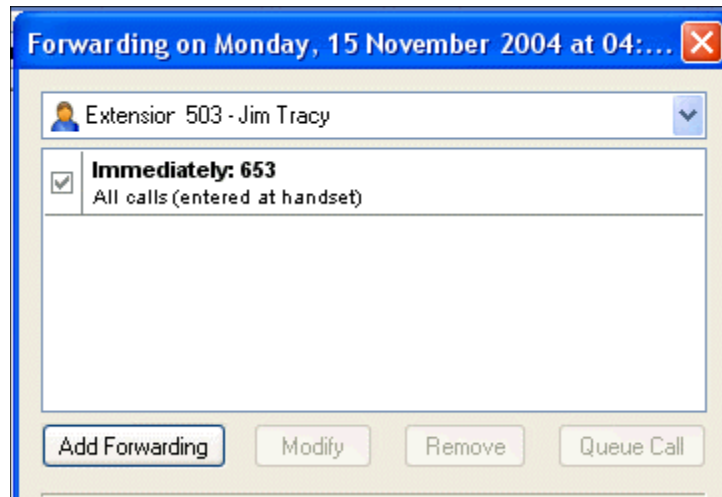 Forwarding on Monday, 15 November 2004 at 04:...
Extensior 503 - Jim Tracy
Immediately: 653
All calls (entered at handset)
Add Forwarding
Modify
Remove
Queue Call